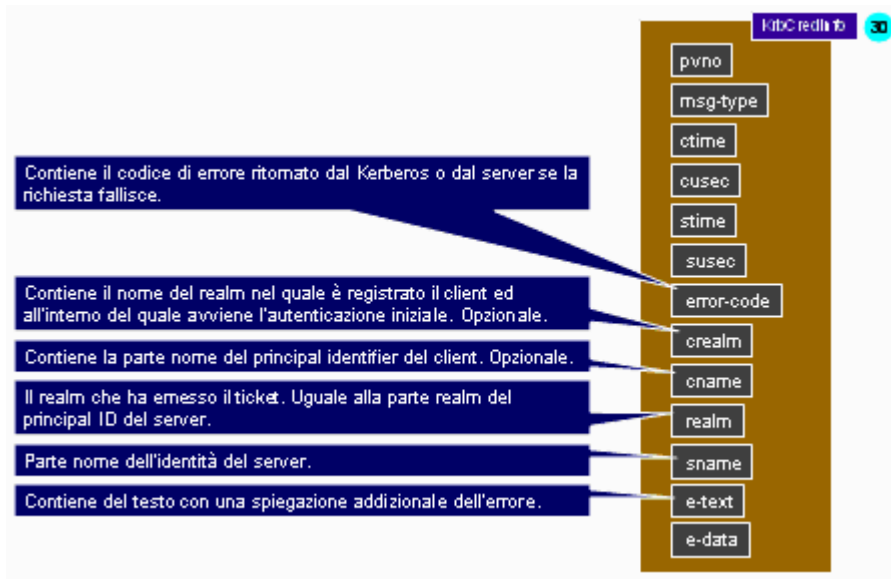 KrbCredInfo 30
pvno
msg-type
ctime
cusec
stime
susec
error-code
crealm
cname
realm
sname
e-text
e-data
Contiene il codice di errore ritornato dal Kerberos o dal server se la
richiesta fallisce.
Contiene il nome del realm nel quale è registrato il client ed
all'interno del quale avviene l'autenticazione iniziale. Opzionale.
Contiene la parte nome del principal identifier del client. Opzionale.
Il realm che ha emesso il ticket. Uguale alla parte realm del
principal ID del server.
Parte nome dell'identità del server.
Contiene del testo con una spiegazione addizionale dell'errore.